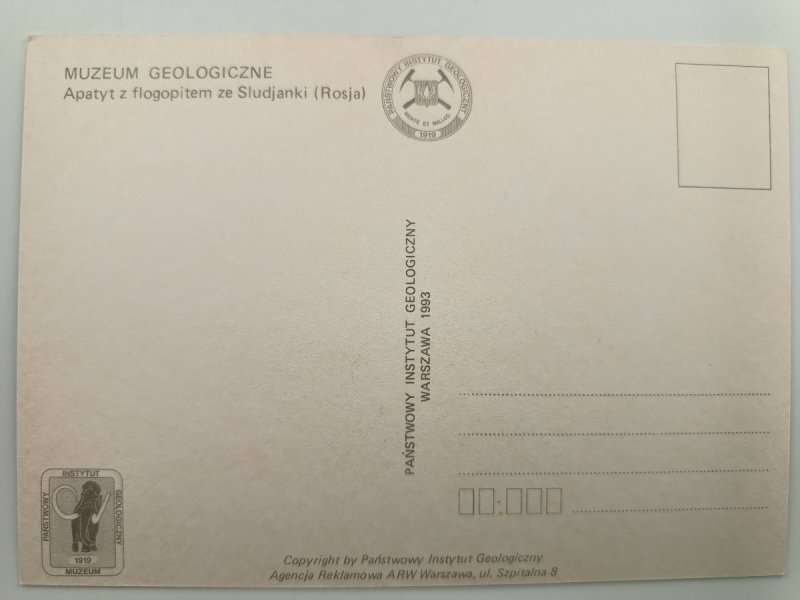 MUZEUM GEOLOGICZNE
Apatyt z flogopitem ze Sludjanki (Rosja)
PAŃSTWOWY INSTYTUT GEOLOGICZNY
MENTE ET MALLEO
1919
PAŃSTWOWY INSTYTUT GEOLOGICZNY
WARSZAWA 1993
INSTYTUT
PAŃSTWOWY
GEOLOGICZNY
1919
MUZEUM
Copyright by Państwowy Instytut Geologiczny
Agencja Reklamowa ARW Warszawa, ul. Szpitalna 8